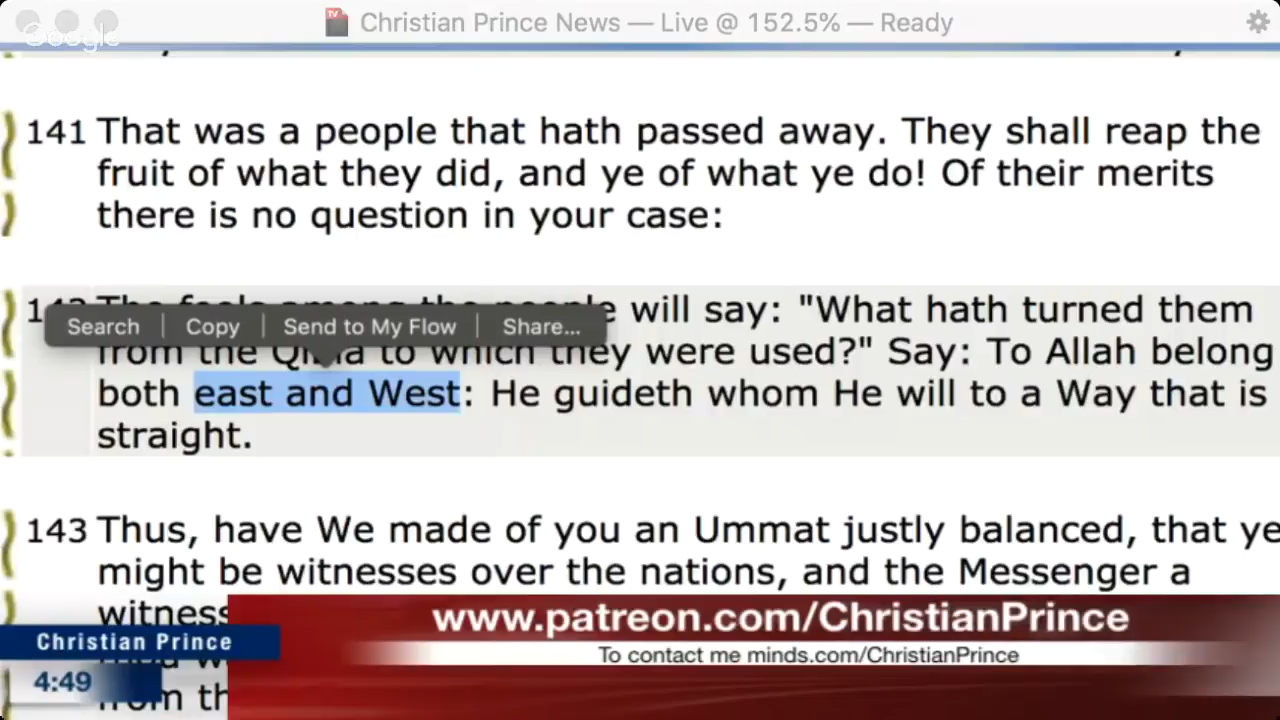 Google
Christian Prince News — Live @ 152.5% — Ready
141 That was a people that hath passed away. They shall reap the
fruit of what they did, and ye of what ye do! Of their merits
there is no question in your case:
will say: "What hath turned them
Search Copy Send to My Flow Share...
from the to which they were used?" Say: To Allah belong
both east and West: He guideth whom He will to a Way that is
straight.
143 Thus, have We made of you an Ummat justly balanced, that ye
might be witnesses over the nations, and the Messenger a
witness
www.patreon.com/ChristianPrince
Christian Prince
To contact me minds.com/ChristianPrince
4:49